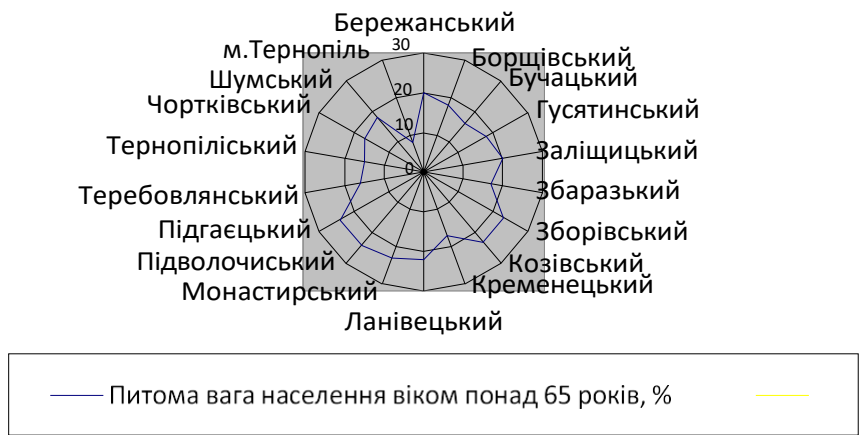 Бережанський
м.Тернопіль
30
Борщівський
Шумський
Бучацький
Чортківський
20
Гусятинський
10
Тернопіліський
Заліщицький
0
Теребовлянський
Збаразький
Підгаєцький
Зборівський
Підволочиський
Козівський
Монастирський
Кременецький
Ланівецький
Питома вага населення віком понад 65 років, %